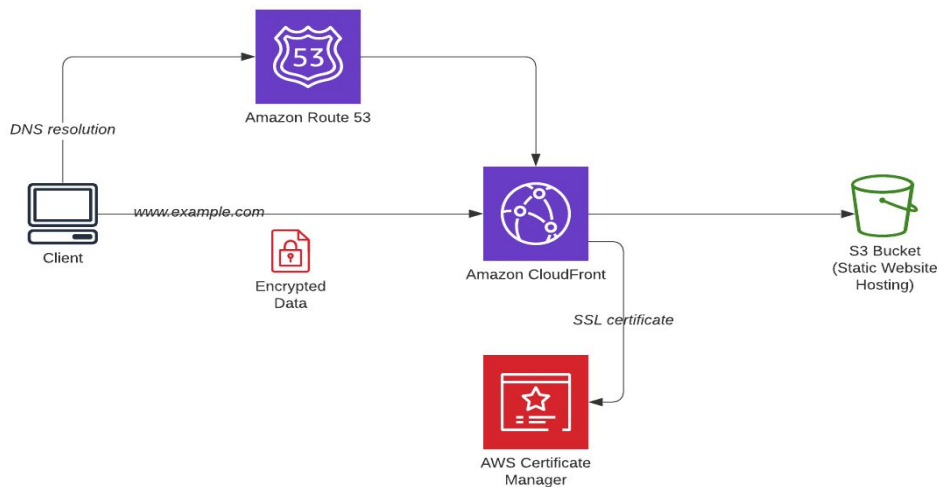 53
Amazon Route 53
DNS resolution
www.example.com
Client
Encrypted
Data
Amazon CloudFront
S3 Bucket
(Static Website
Hosting)
SSL certificate
AWS Certificate
Manager